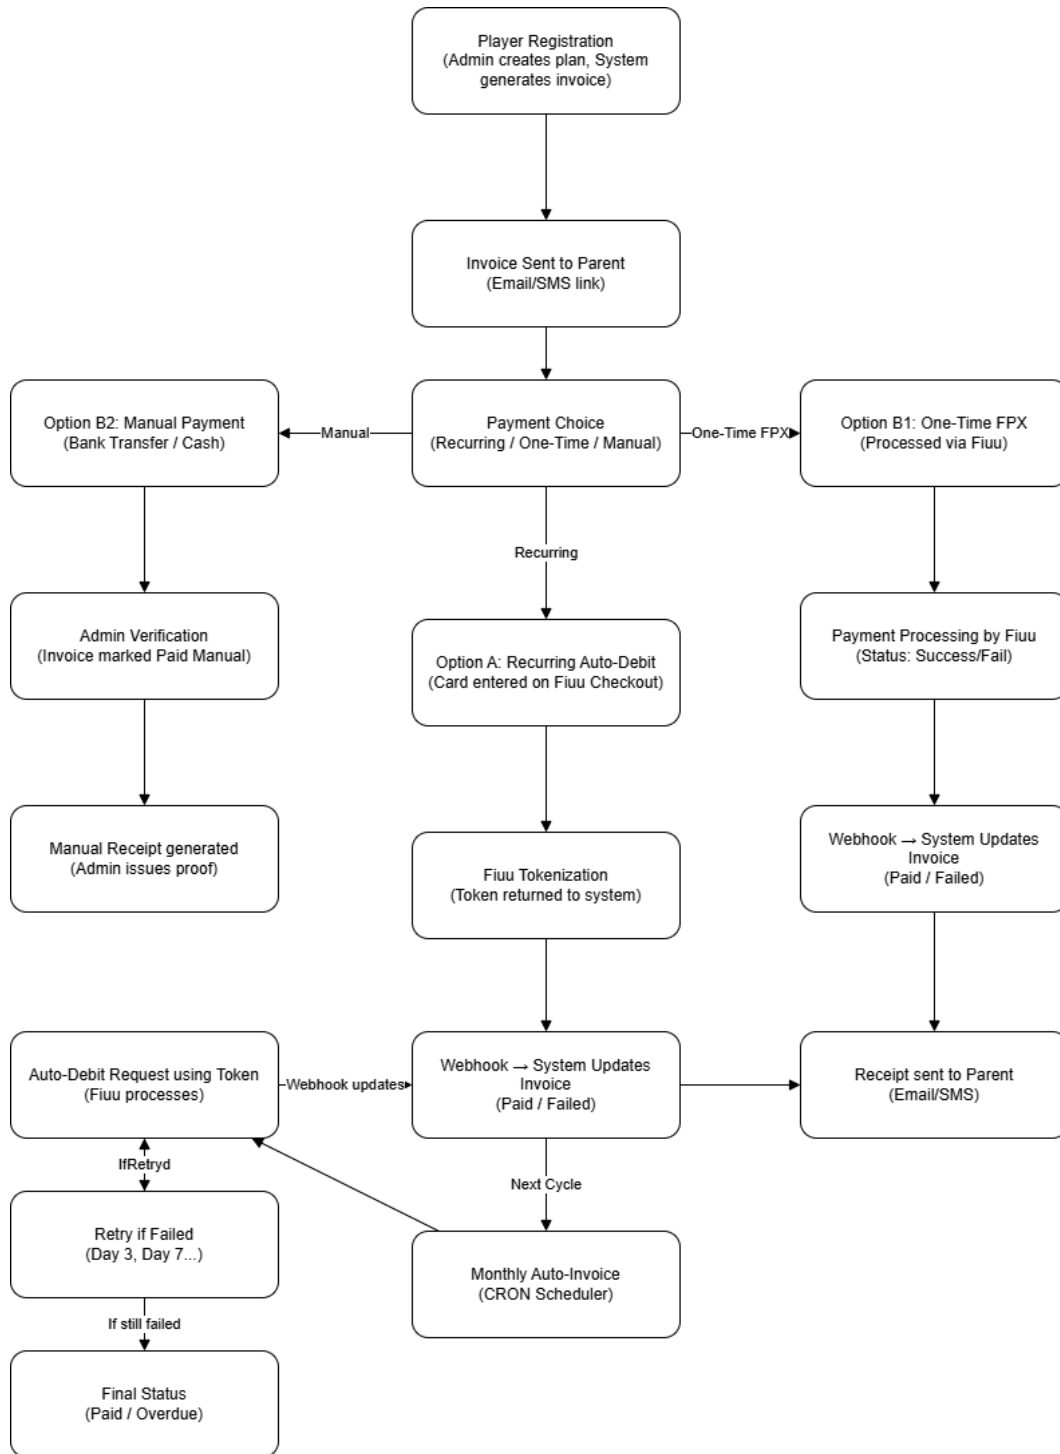 Player Registration
(Admin creates plan, System
generates invoice)
Invoice Sent to Parent
(Email/SMS link)
Option B2: Manual Payment
(Bank Transfer / Cash)
Manual
Payment Choice
(Recurring / One-Time / Manual)
One-Time FPX
Option B1: One-Time FPX
(Processed via Fiuu)
Recurring
Admin Verification
(Invoice marked Paid Manual)
Option A: Recurring Auto-Debit
(Card entered on Fiuu Checkout)
Payment Processing by Fiuu
(Status: Success/Fail)
Manual Receipt generated
(Admin issues proof)
Fiuu Tokenization
(Token returned to system)
Webhook → System Updates
Invoice
(Paid / Failed)
Auto-Debit Request using Token
(Fiuu processes)
Webhook updates
Webhook → System Updates
Invoice
(Paid / Failed)
Receipt sent to Parent
(Email/SMS)
Next Cycle
Retry if Failed
(Day 3, Day 7...)
Monthly Auto-Invoice
(CRON Scheduler)
If still failed
Final Status
(Paid / Overdue)